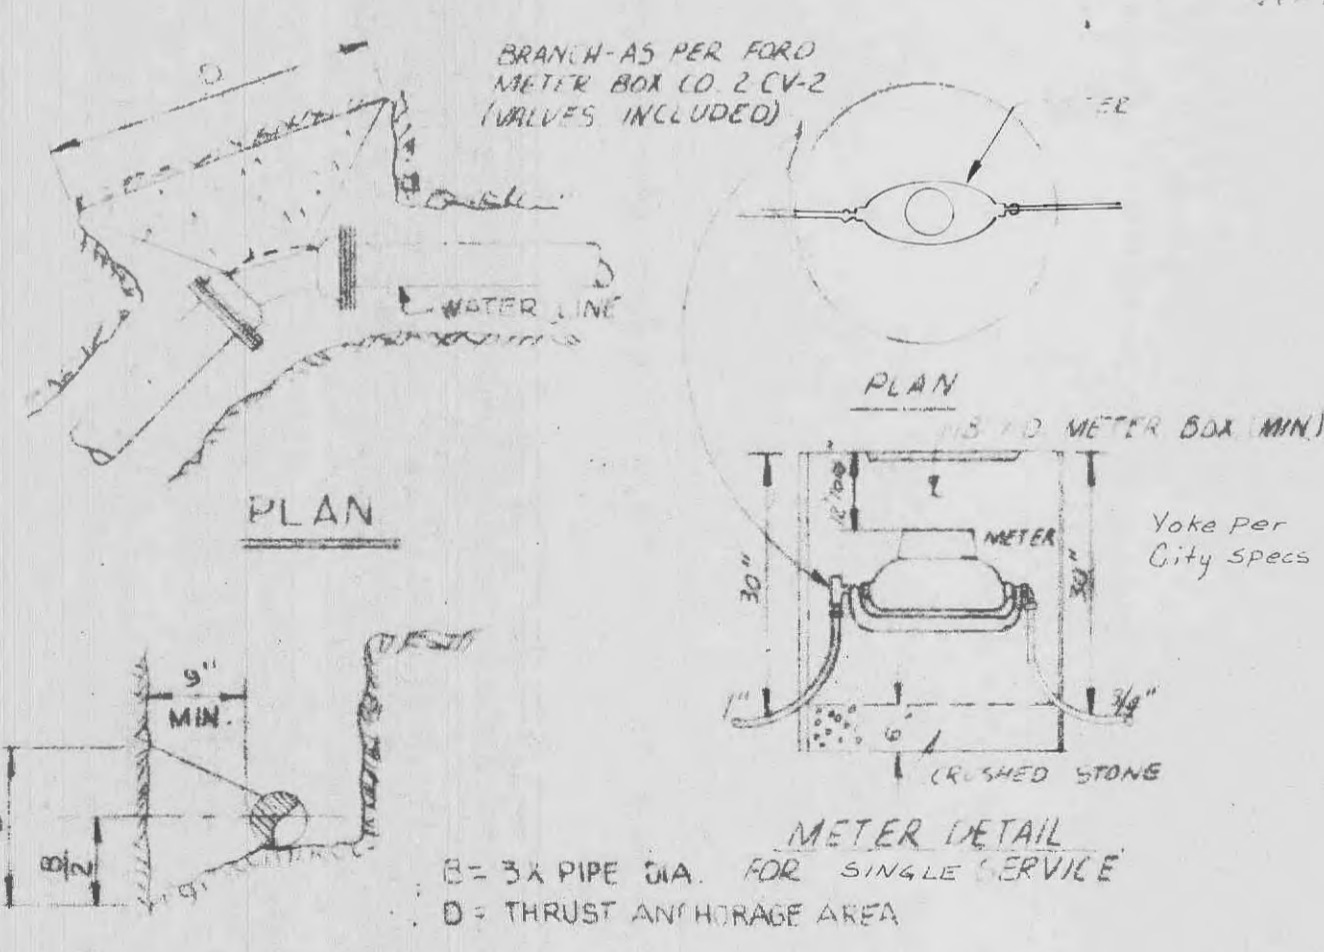 D
BRANCH-AS PER FORD
METER BOX CO. 2 CV-2
(VALVES INCLUDED)
WATER LINE
PLAN
PLAN
METER BOX (MIN.)
30"
METER
30"
Yoke per
City specs
1"
6"
3/4"
CRUSHED STONE
METER DETAIL
FOR SINGLE SERVICE
9"
MIN.
B/2
B = 3 X PIPE DIA.
D = THRUST ANCHORAGE AREA